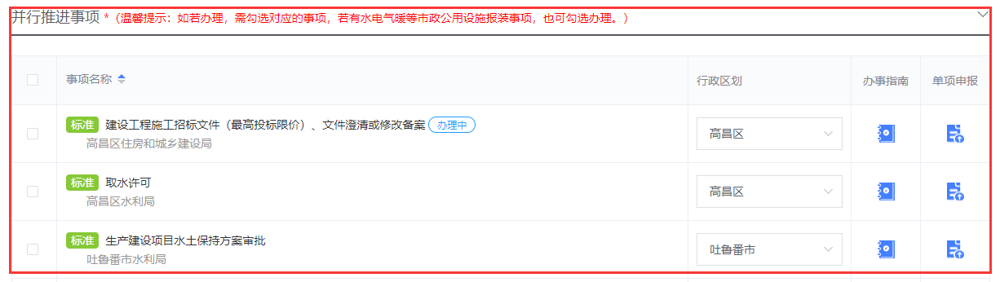 并行推进事项 *（温馨提示：如若办理，需勾选对应的事项，若有水电气暖等市政公用设施报装事项，也可勾选办理。）
事项名称 行政区划 办事指南 单项申报
标准 建设工程施工招标文件（最高投标限价）、文件澄清或修改备案 办理中
高昌区住房和城乡建设局
高昌区
标准 取水许可
高昌区水利局
高昌区
标准 生产建设项目水土保持方案审批
吐鲁番市水利局
吐鲁番市